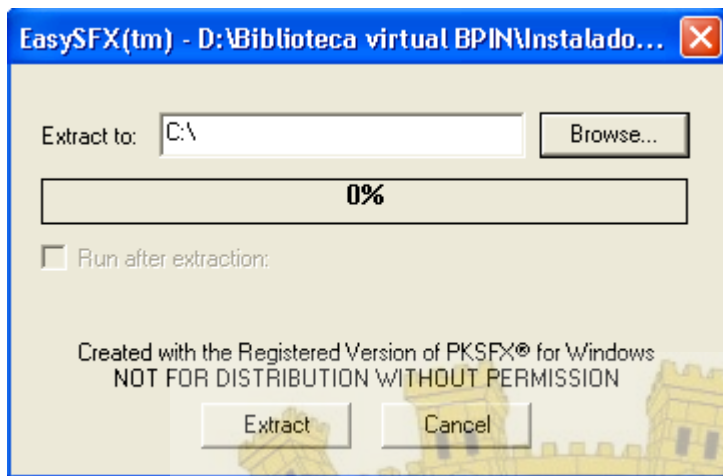 EasySFX(tm) - D:\Biblioteca virtual BPIN\Instalado...
Extract to: C:\ Browse...
0%
Run after extraction:
Created with the Registered Version of PKSFX® for Windows
NOT FOR DISTRIBUTION WITHOUT PERMISSION
Extract Cancel